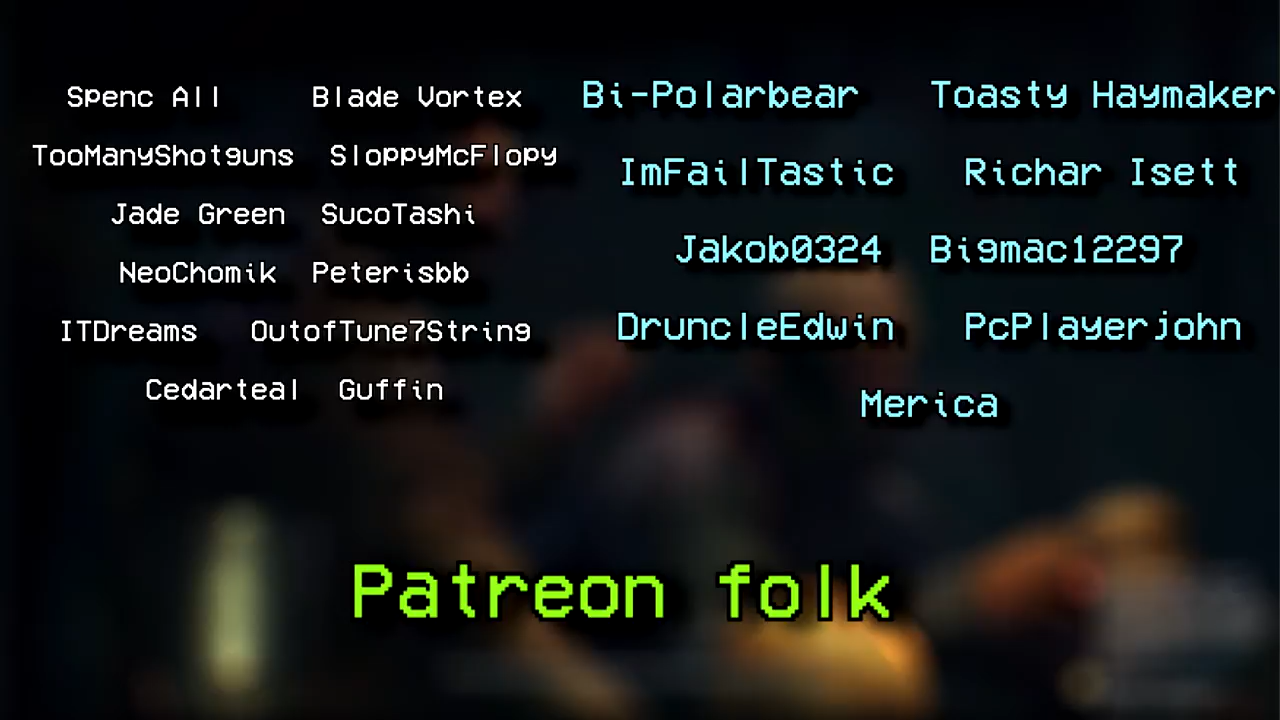 Spenc All Blade Vortex
TooManyShotguns SloppyMcFlopy
Jade Green SucoTashi
NeoChomik Peterisbb
ITDreams OutofTune7String
Cedarteal Guffin
Bi-Polarbear Toasty Haymaker
ImFailTastic Richar Isett
Jakob0324 Bigmac12297
DruncleEdwin PcPlayerjohn
Merica
Patreon folk